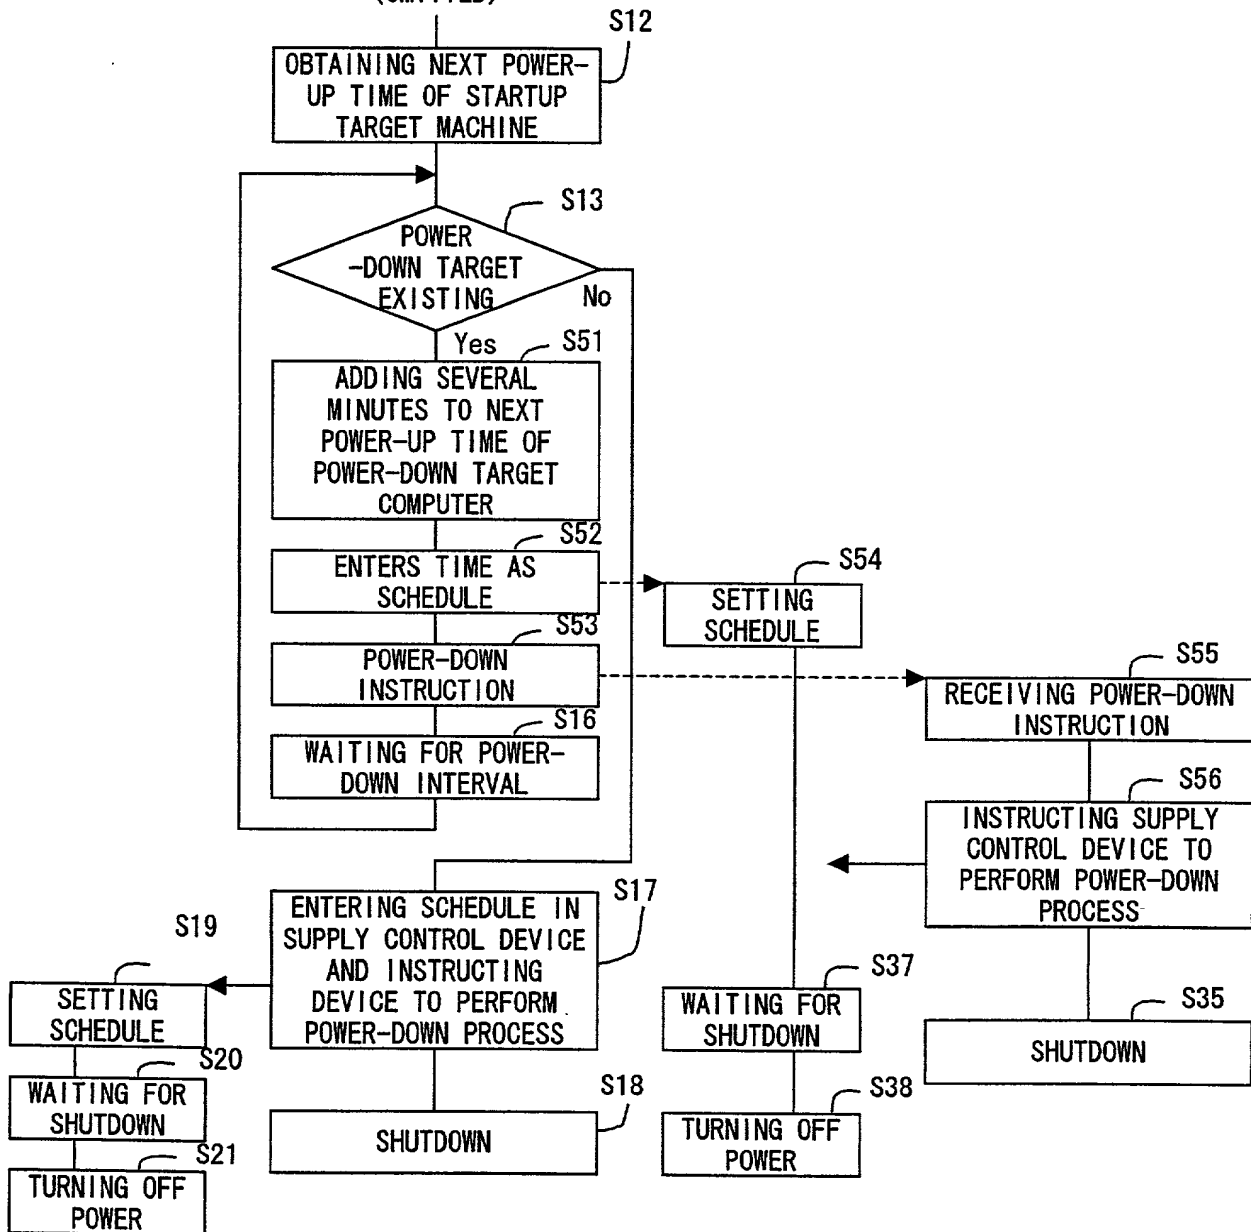 S12
OBTAINING NEXT POWER-
UP TIME OF STARTUP
TARGET MACHINE
S13
POWER
-DOWN TARGET
EXISTING
No
Yes
S51
ADDING SEVERAL
MINUTES TO NEXT
POWER-UP TIME OF
POWER-DOWN TARGET
COMPUTER
S52
ENTERS TIME AS
SCHEDULE
S54
SETTING
SCHEDULE
S53
POWER-DOWN
INSTRUCTION
S55
RECEIVING POWER-DOWN
INSTRUCTION
S16
WAITING FOR POWER-
DOWN INTERVAL
S56
INSTRUCTING SUPPLY
CONTROL DEVICE TO
PERFORM POWER-DOWN
PROCESS
S17
ENTERING SCHEDULE IN
SUPPLY CONTROL DEVICE
AND INSTRUCTING
DEVICE TO PERFORM
POWER-DOWN PROCESS
S19
SETTING
SCHEDULE
S37
WAITING FOR
SHUTDOWN
S35
SHUTDOWN
S20
WAITING FOR
SHUTDOWN
S18
SHUTDOWN
S38
TURNING OFF
POWER
S21
TURNING OFF
POWER